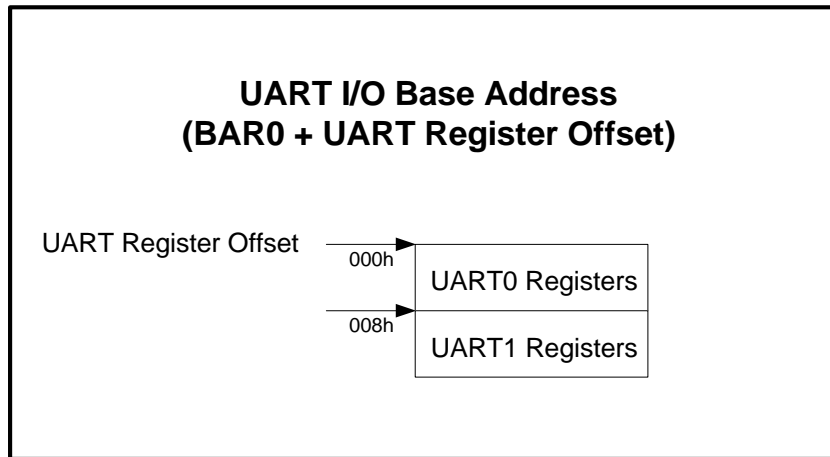 UART I/O Base Address
(BAR0 + UART Register Offset)
UART Register Offset
000h
UART0 Registers
008h
UART1 Registers